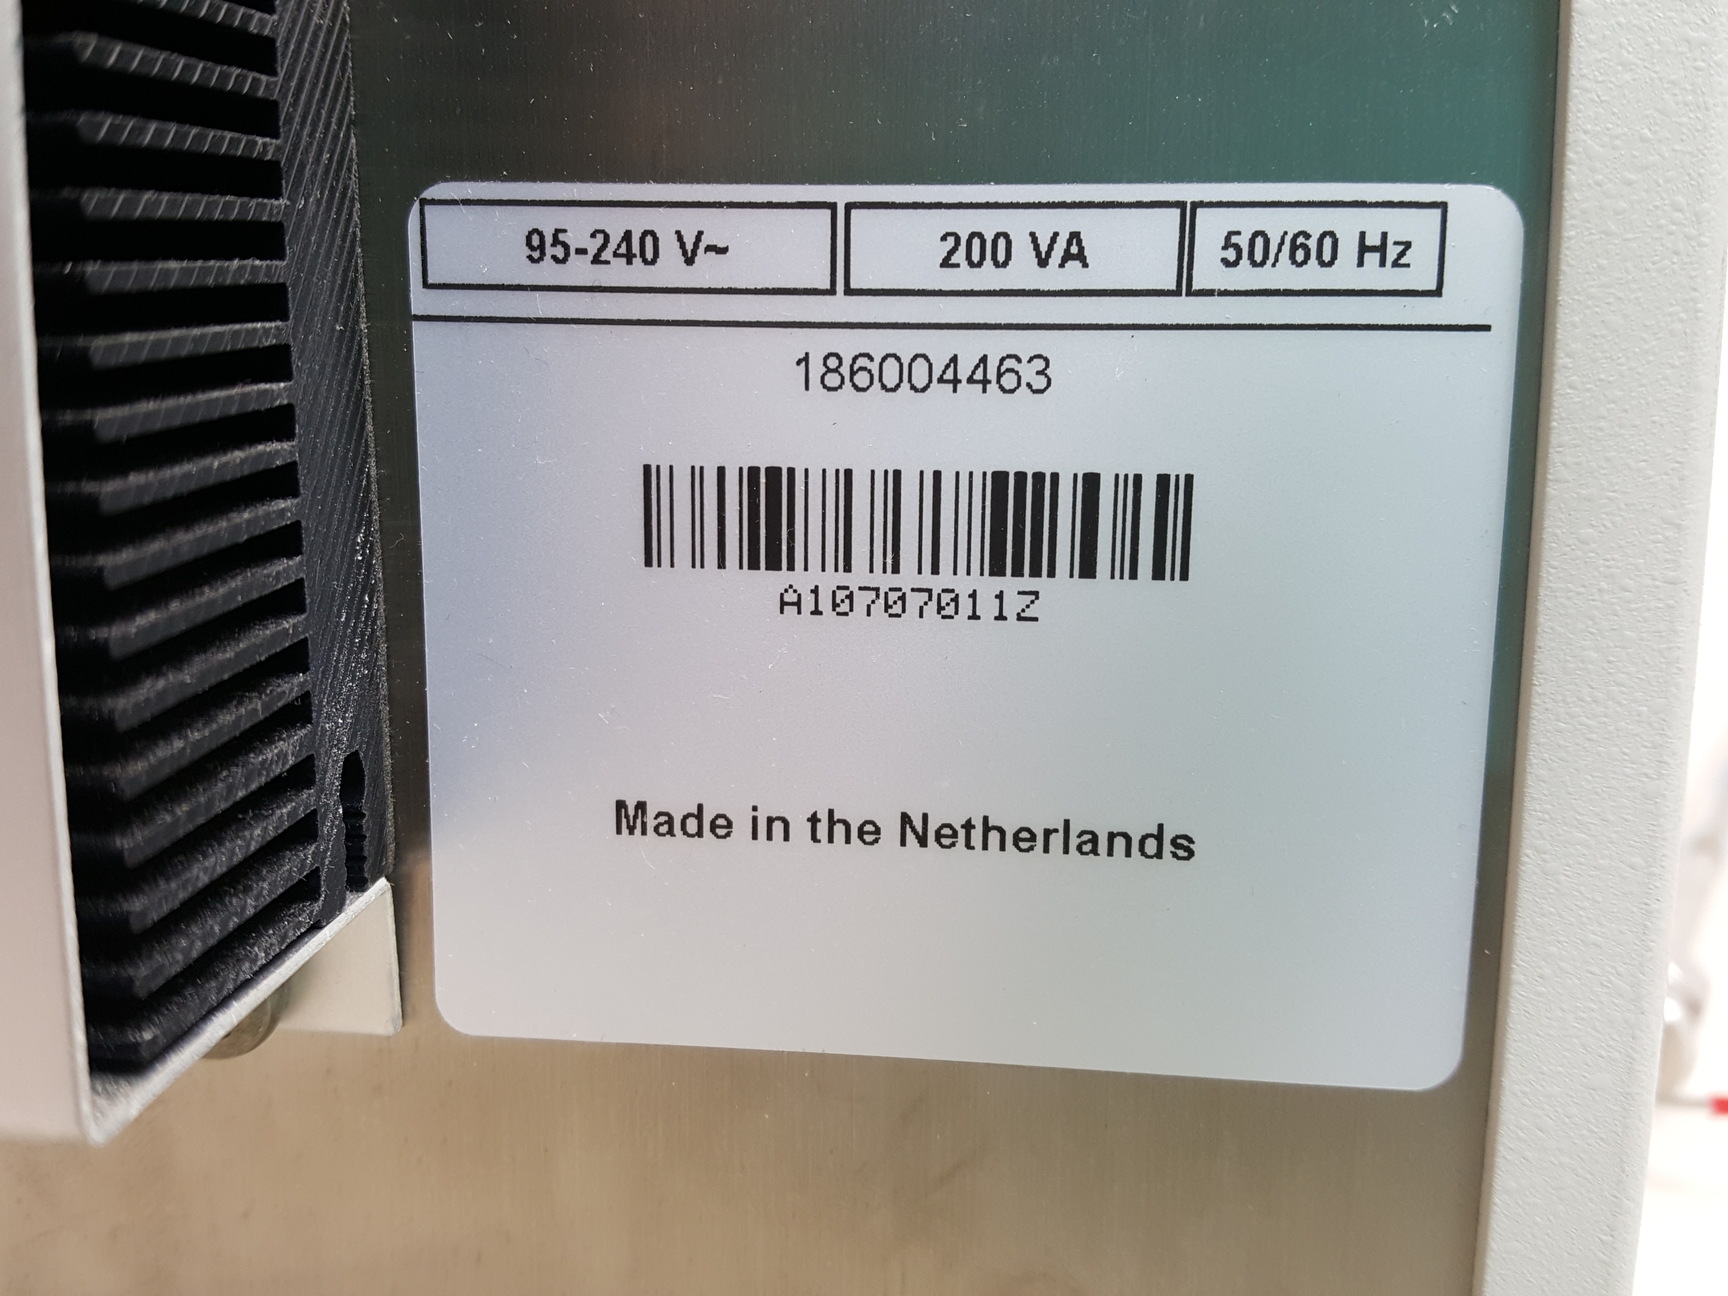 95-240 V~ 200 VA 50/60 Hz
186004463
A10707011Z
Made in the Netherlands